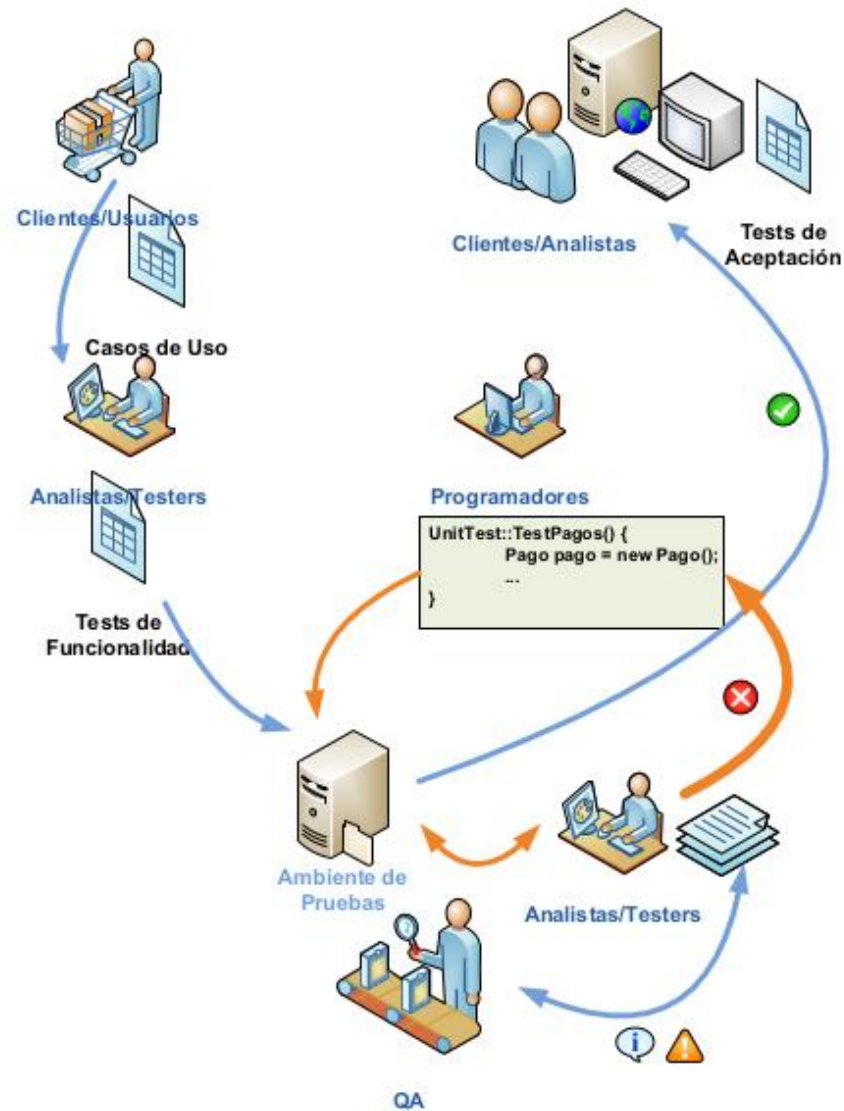 Clientes/Usuarios
Casos de Uso
Analistas/Testers
Tests de
Funcionalidad
Clientes/Analistas
Tests de
Aceptación
Programadores
UnitTest::TestPagos() {
Pago pago = new Pago();
...
}
Ambiente de
Pruebas
Analistas/Testers
QA